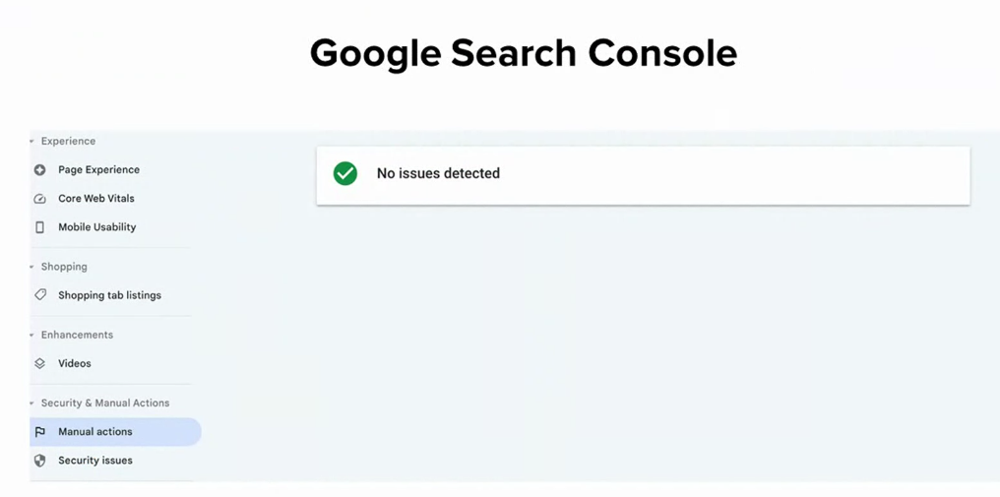 Google Search Console
Experience
Page Experience
Core Web Vitals
Mobile Usability
Shopping
Shopping tab listings
Enhancements
Videos
Security & Manual Actions
Manual actions
Security issues
No issues detected